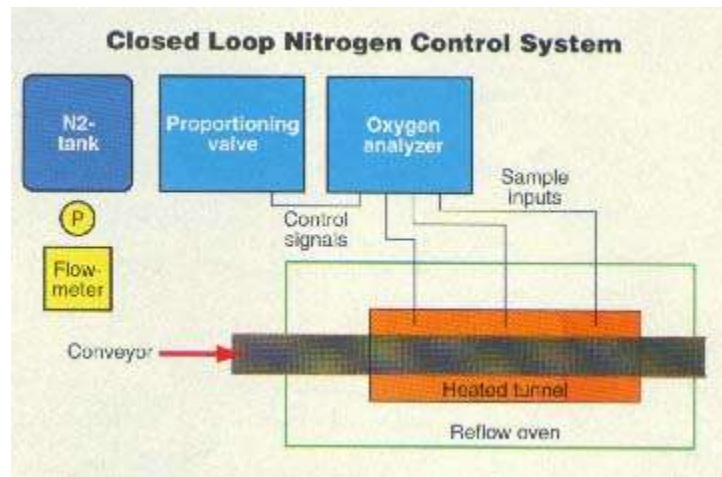 Closed Loop Nitrogen Control System
N2-
tank
Proportioning
valve
Oxygen
analyzer
Sample
inputs
Control
signals
P
Flow-
meter
Conveyor
Heated tunnel
Reflow oven